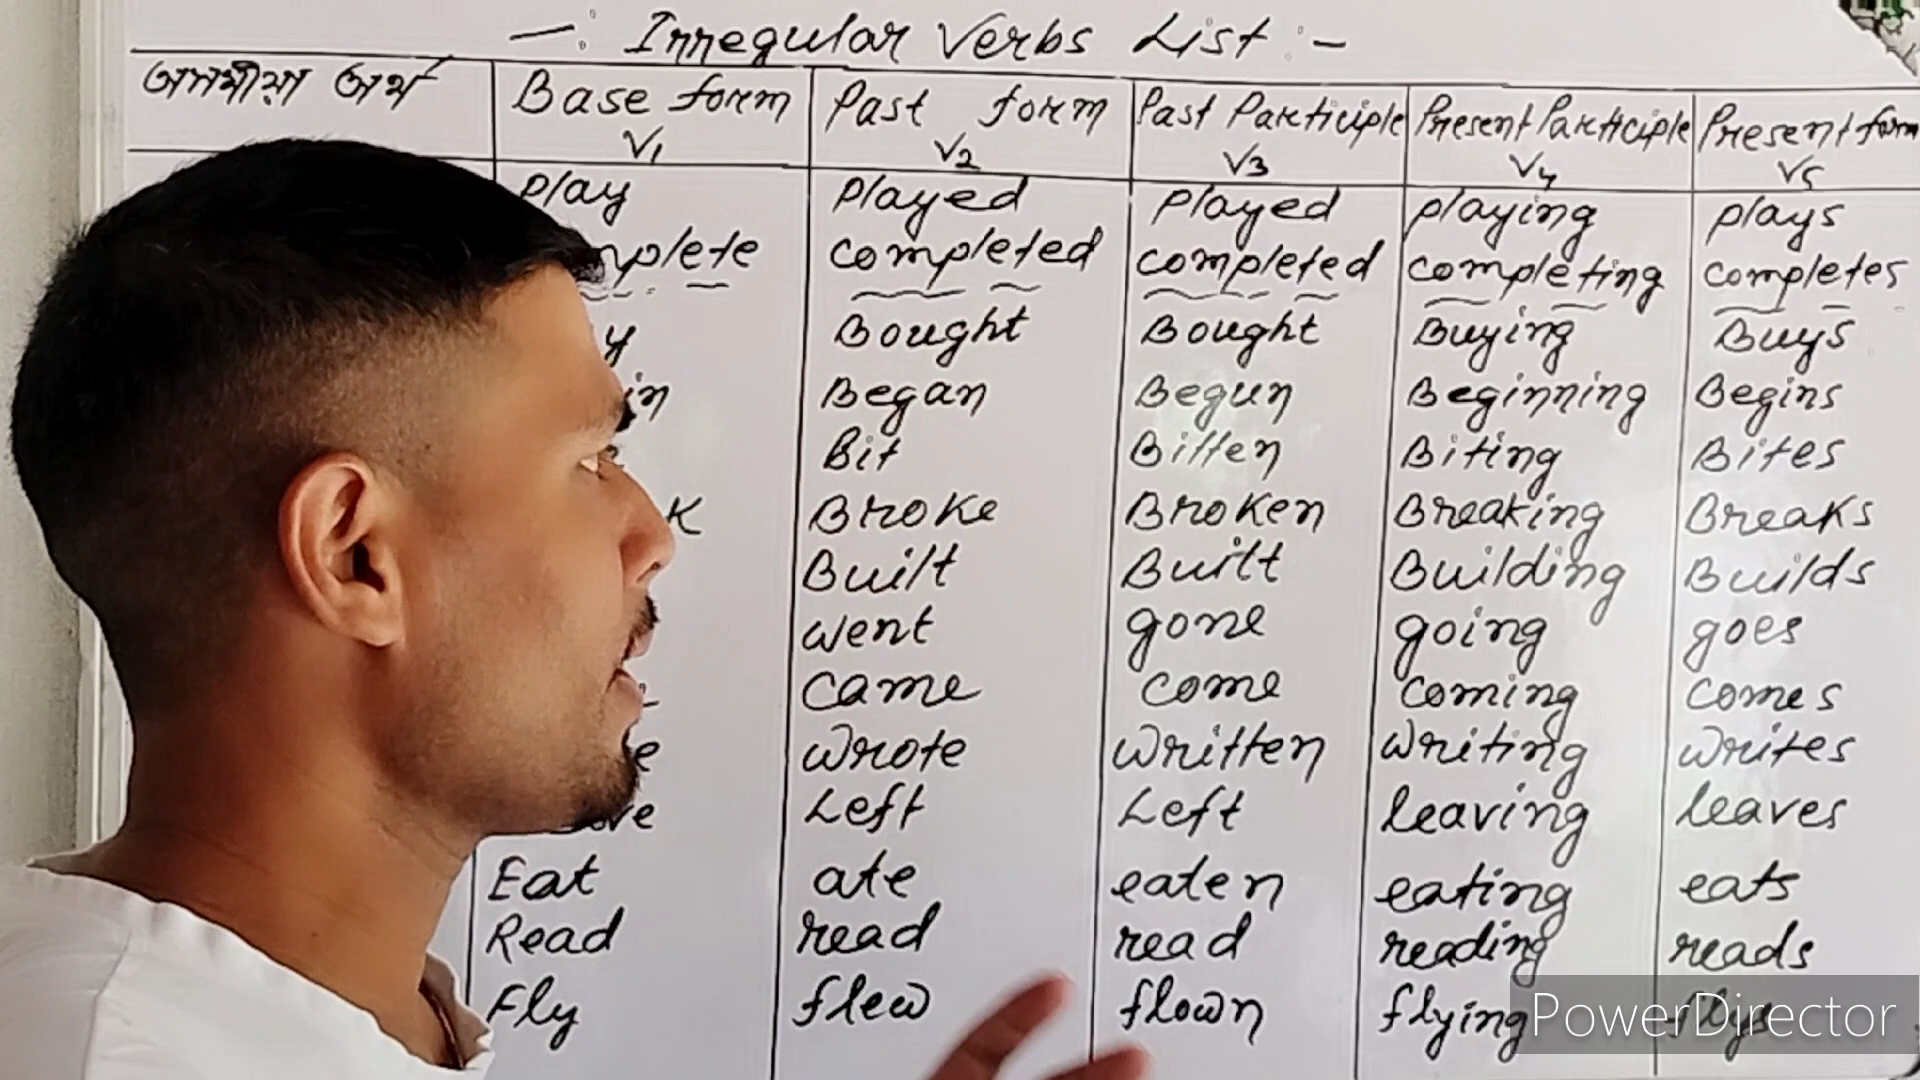 -: Irregular Verbs List :-
অসমীয়া অৰ্থ Base form V1 Past form V2 Past Participle V3 Present Participle V4 Present form V5
Play Played Played playing plays
completed completed completing completes
Bought Bought Buying Buys
Began Begun Beginning Begins
Bit Bitten Biting Bites
Broke Broken Breaking Breaks
Built Built Building Builds
went gone going goes
came come coming comes
wrote written writing writes
Left Left leaving leaves
Eat ate eaten eating eats
Read read read reading reads
Fly flew flown flying
PowerDirector